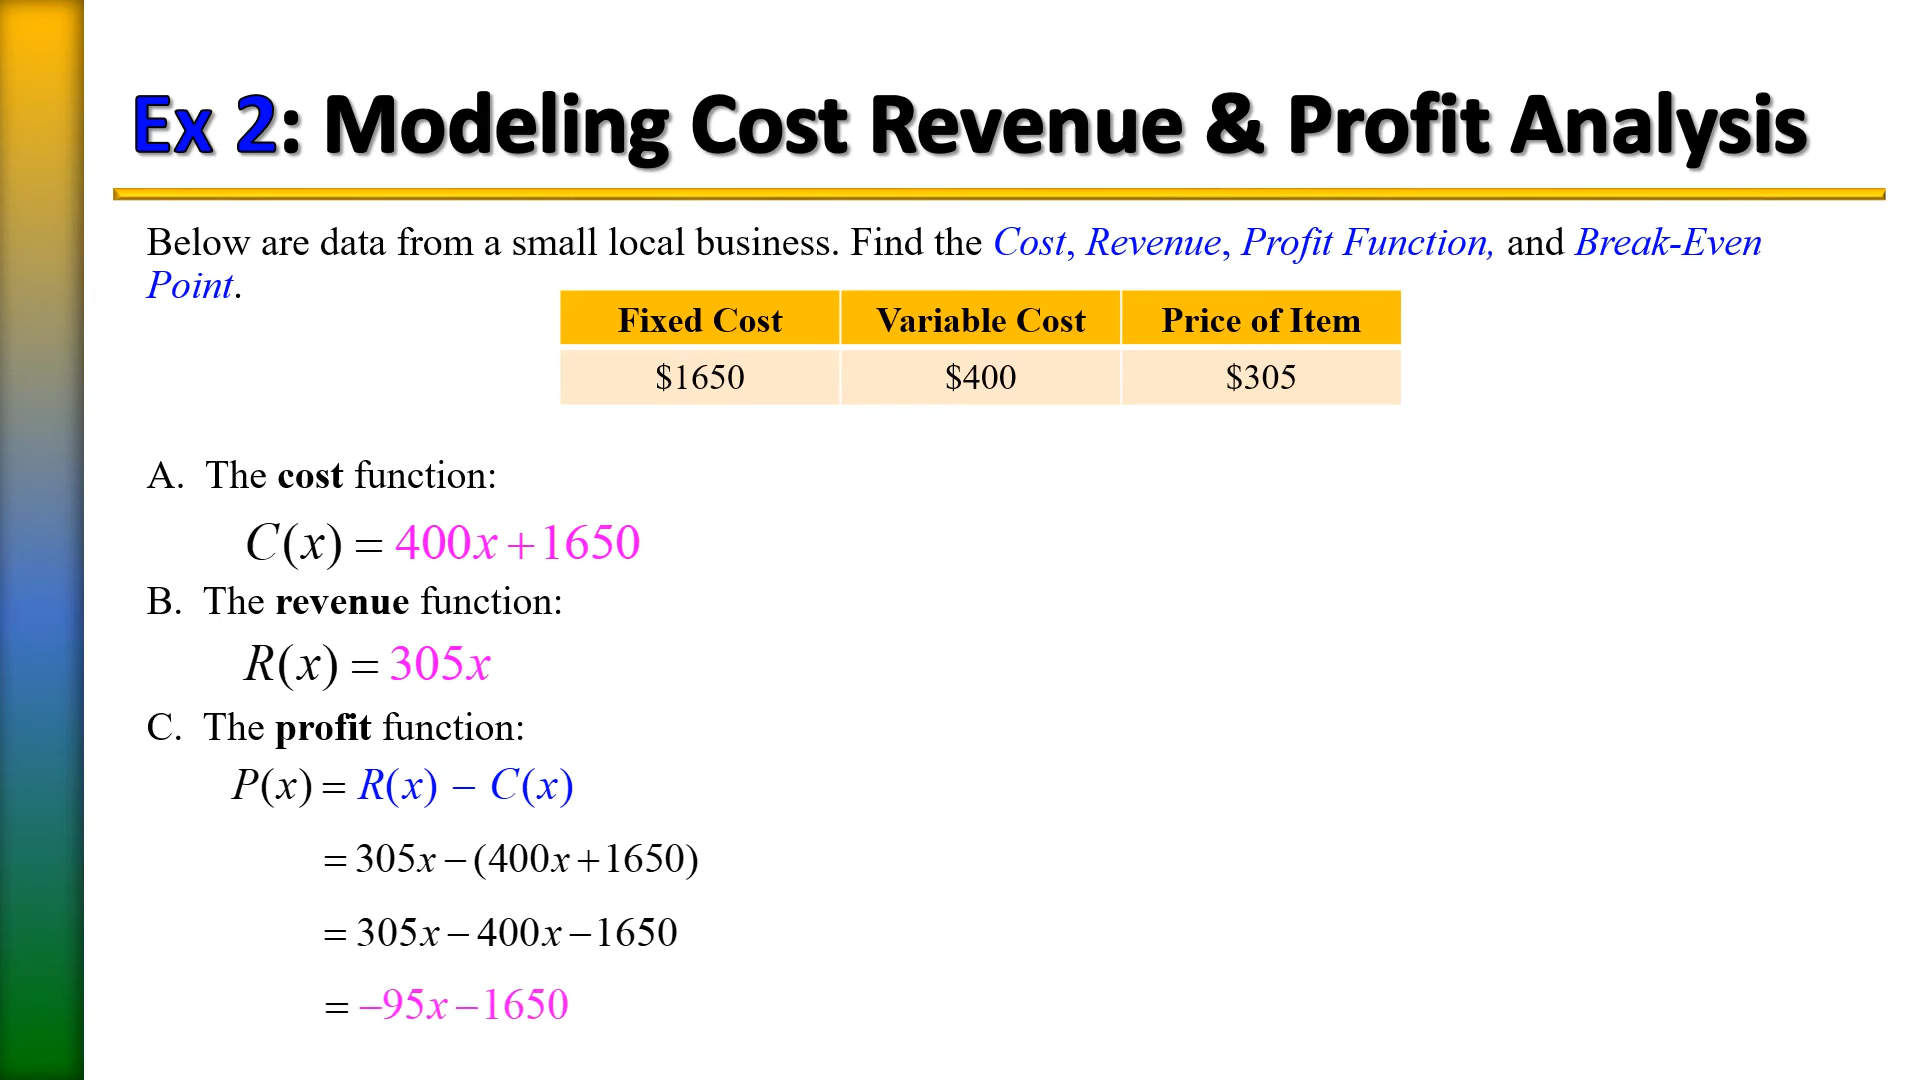 Ex 2: Modeling Cost Revenue & Profit Analysis
Below are data from a small local business. Find the Cost, Revenue, Profit Function, and Break-Even
Point.
Fixed Cost Variable Cost Price of Item
$1650 $400 $305
A. The cost function:
C(x) = 400x + 1650
B. The revenue function:
R(x) = 305x
C. The profit function:
P(x) = R(x) − C(x)
= 305x − (400x + 1650)
= 305x − 400x − 1650
= −95x − 1650